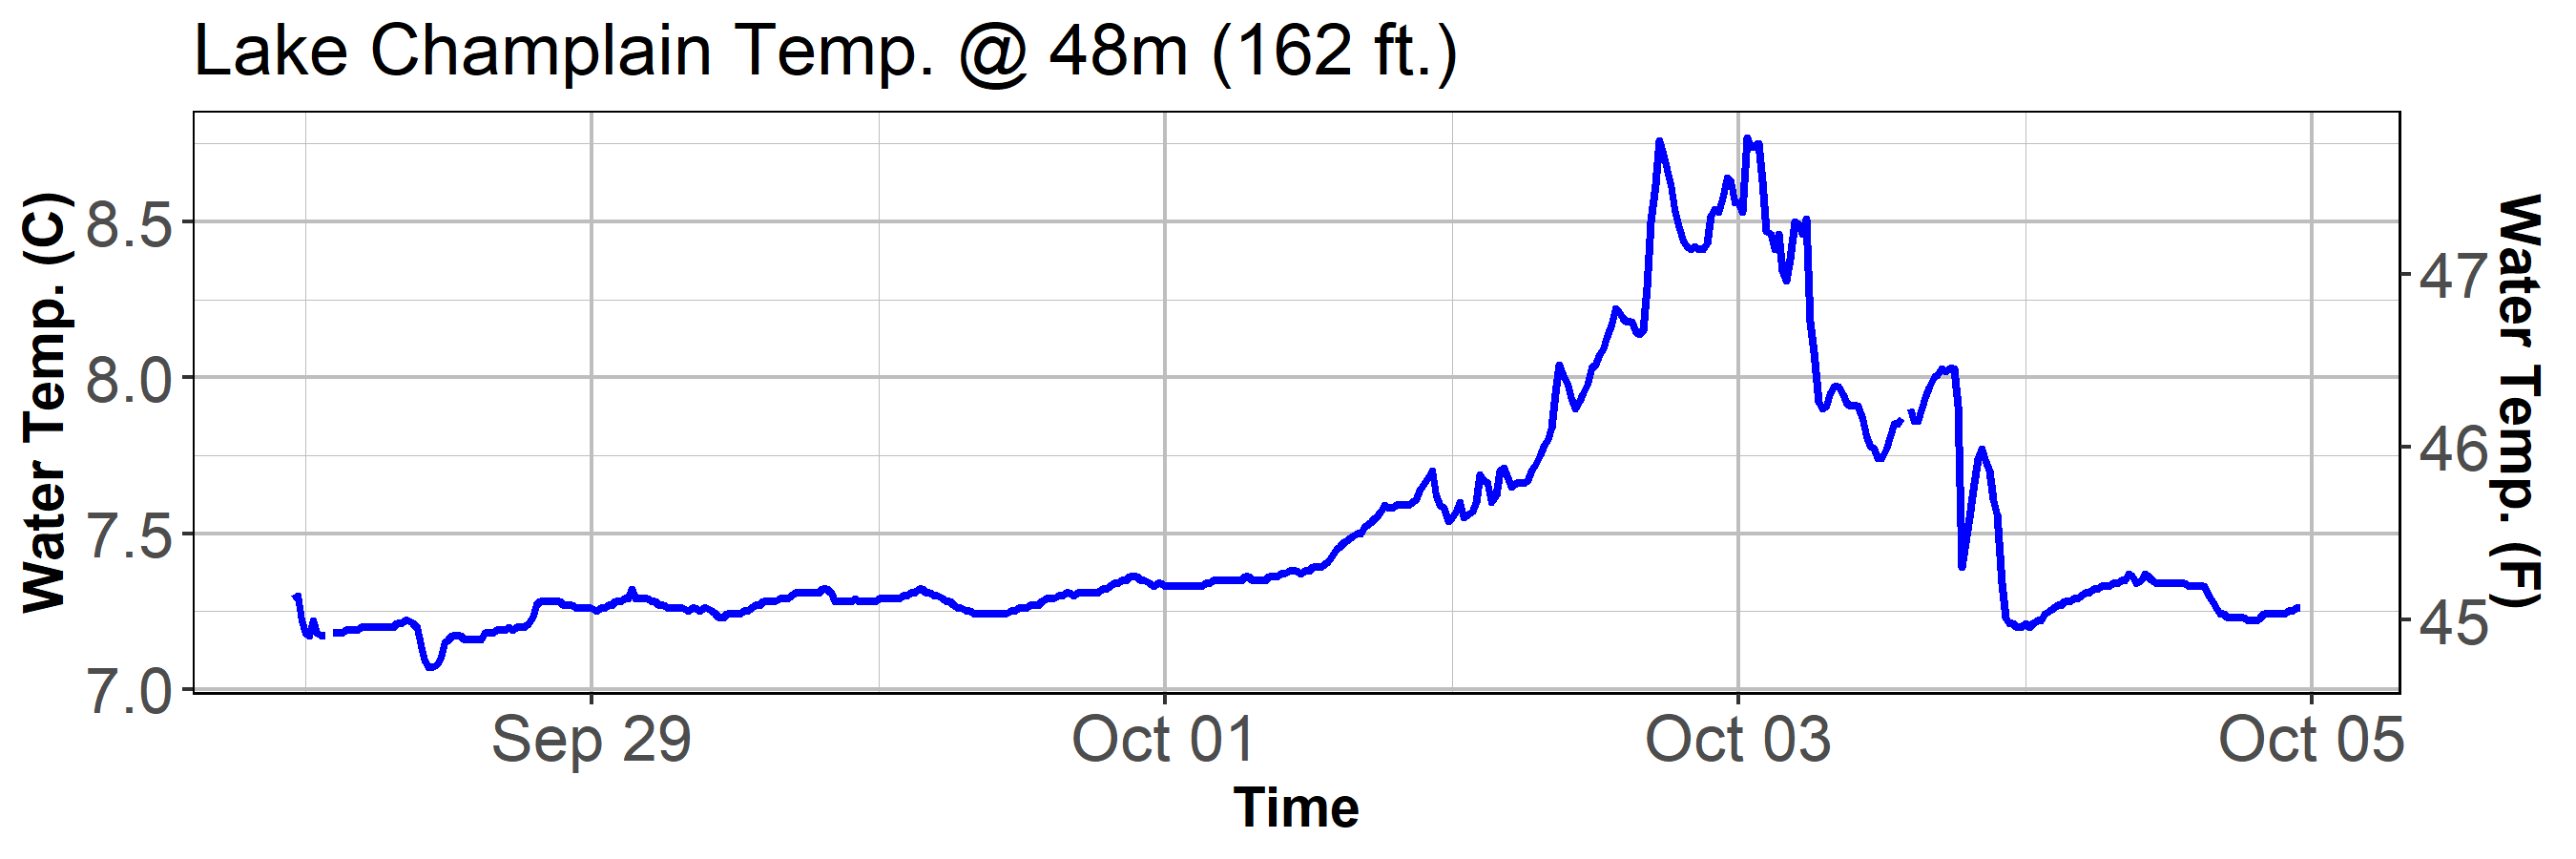 Lake Champlain Temp. @ 48m (162 ft.)
Water Temp. (C)
8.5
8.0
7.5
7.0
Water Temp. (F)
47
46
45
Sep 29
Oct 01
Oct 03
Oct 05
Time